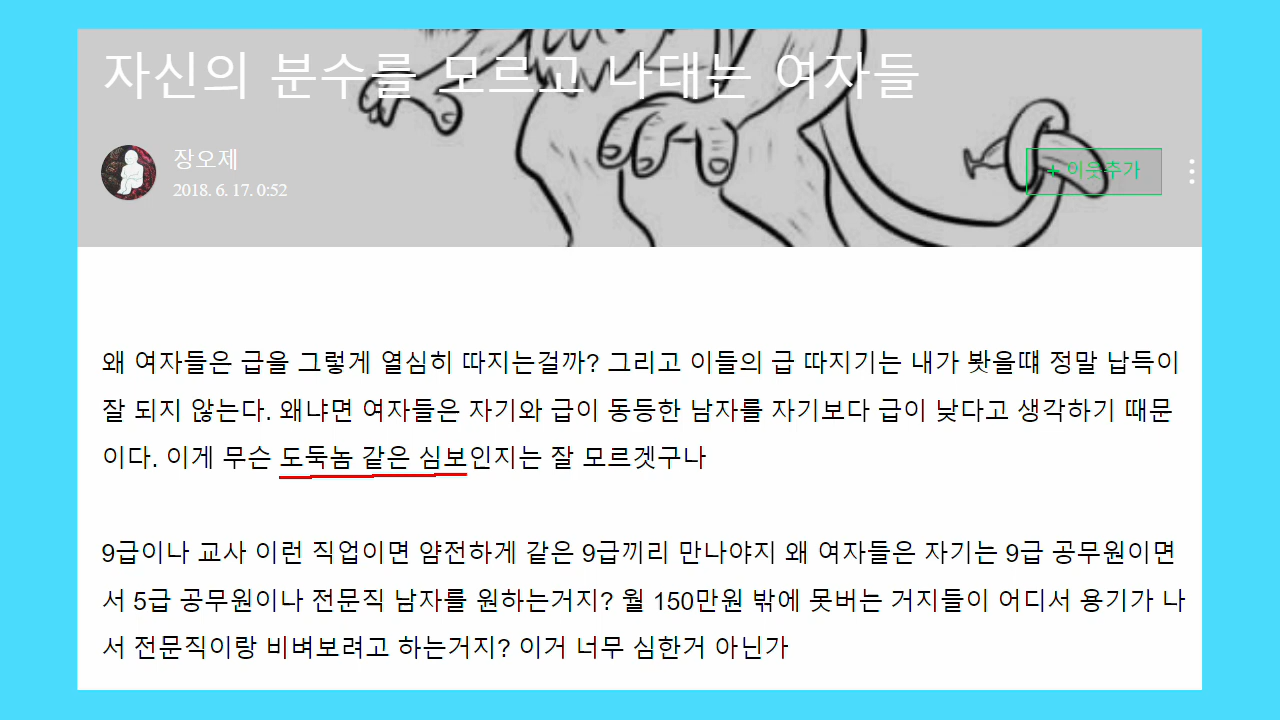 자신의 분수를 모르고 나대는 여자들
장오제
2018. 6. 17. 0:52
+ 이웃추가
왜 여자들은 급을 그렇게 열심히 따지는걸까? 그리고 이들의 급 따지기는 내가 봣을떄 정말 납득이
잘 되지 않는다. 왜냐면 여자들은 자기와 급이 동등한 남자를 자기보다 급이 낮다고 생각하기 때문
이다. 이게 무슨 도둑놈 같은 심보인지는 잘 모르겟구나
9급이나 교사 이런 직업이면 얌전하게 같은 9급끼리 만나야지 왜 여자들은 자기는 9급 공무원이면
서 5급 공무원이나 전문직 남자를 원하는거지? 월 150만원 밖에 못버는 거지들이 어디서 용기가 나
서 전문직이랑 비벼보려고 하는거지? 이거 너무 심한거 아닌가